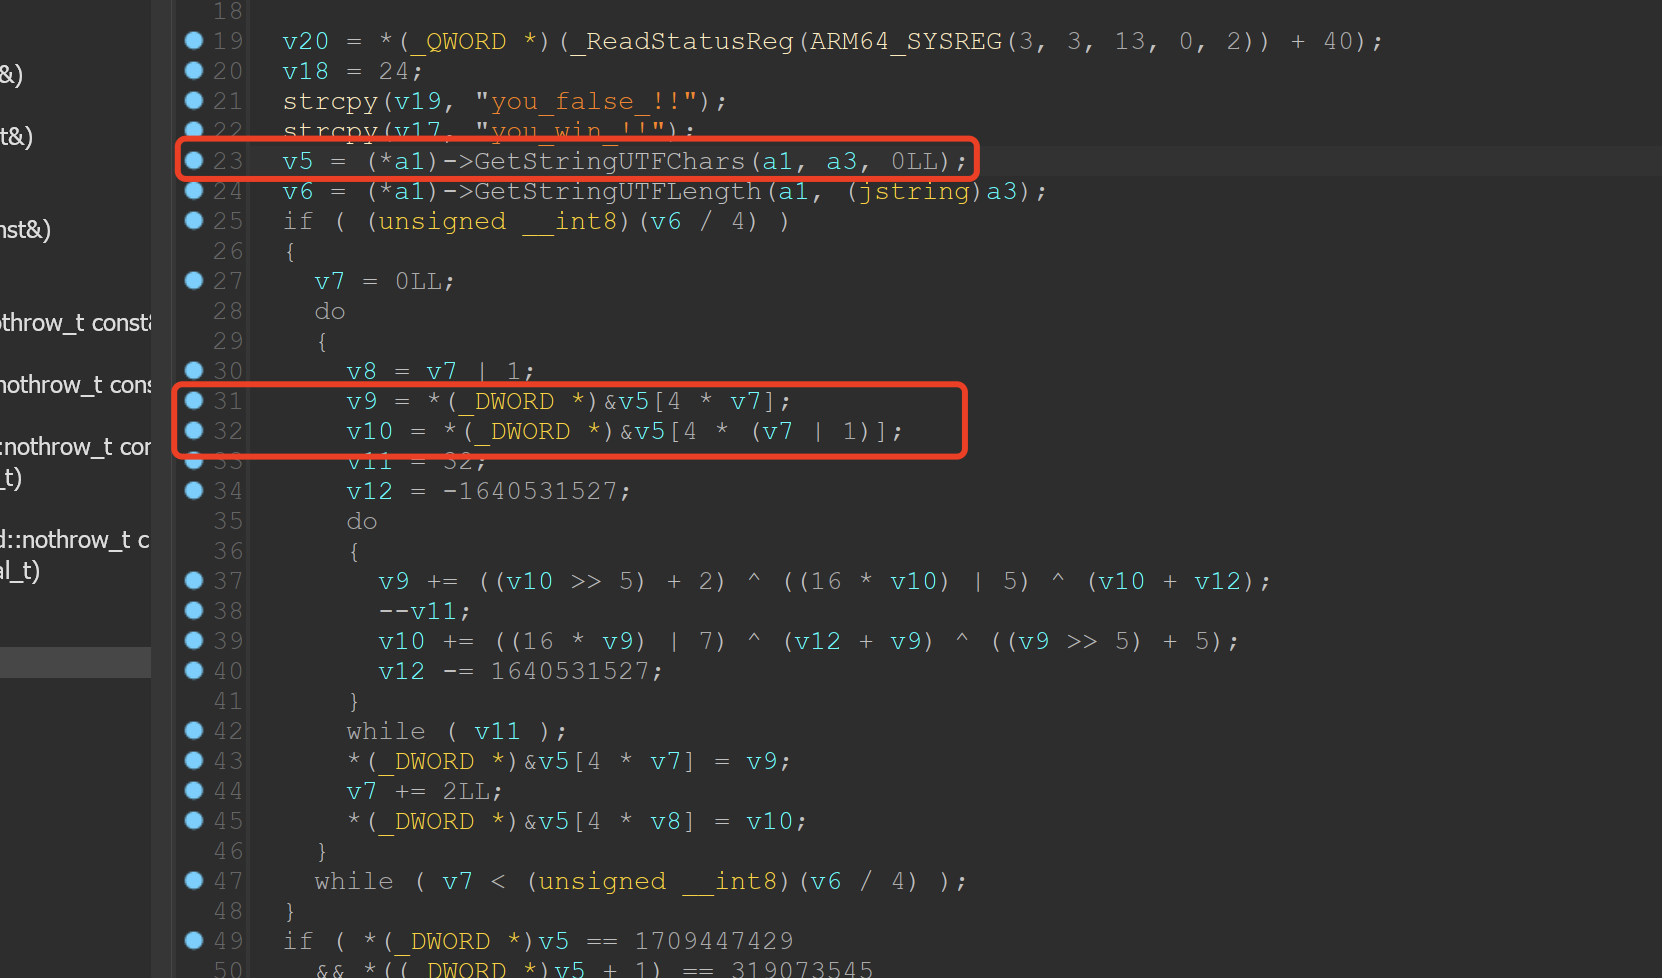 18
19 v20 = *(_QWORD *)(_ReadStatusReg(ARM64_SYSREG(3, 3, 13, 0, 2)) + 40);
20 v18 = 24;
&)
21 strcpy(v19, "you_false_!!");
22 strcpy(v17, "you_win_!!");
t&)
23 v5 = (*a1)->GetStringUTFChars(a1, a3, 0LL);
24 v6 = (*a1)->GetStringUTFLength(a1, (jstring)a3);
25 if ( (unsigned __int8)(v6 / 4) )
nst&)
26 {
27 v7 = 0LL;
28 do
othrow_t const&
29 {
30 v8 = v7 | 1;
nothrow_t cons
31 v9 = *(_DWORD *)&v5[4 * v7];
32 v10 = *(_DWORD *)&v5[4 * (v7 | 1)];
:nothrow_t cor
33 v11 = 32;
_t)
34 v12 = -1640531527;
35 do
d::nothrow_t c
36 {
al_t)
37 v9 += ((v10 >> 5) + 2) ^ ((16 * v10) | 5) ^ (v10 + v12);
38 --v11;
39 v10 += ((16 * v9) | 7) ^ (v12 + v9) ^ ((v9 >> 5) + 5);
40 v12 -= 1640531527;
41 }
42 while ( v11 );
43 *(_DWORD *)&v5[4 * v7] = v9;
44 v7 += 2LL;
45 *(_DWORD *)&v5[4 * v8] = v10;
46 }
47 while ( v7 < (unsigned __int8)(v6 / 4) );
48 }
49 if ( *(_DWORD *)v5 == 1709447429
50 && *((_DWORD *)v5 + 1) == 319073545